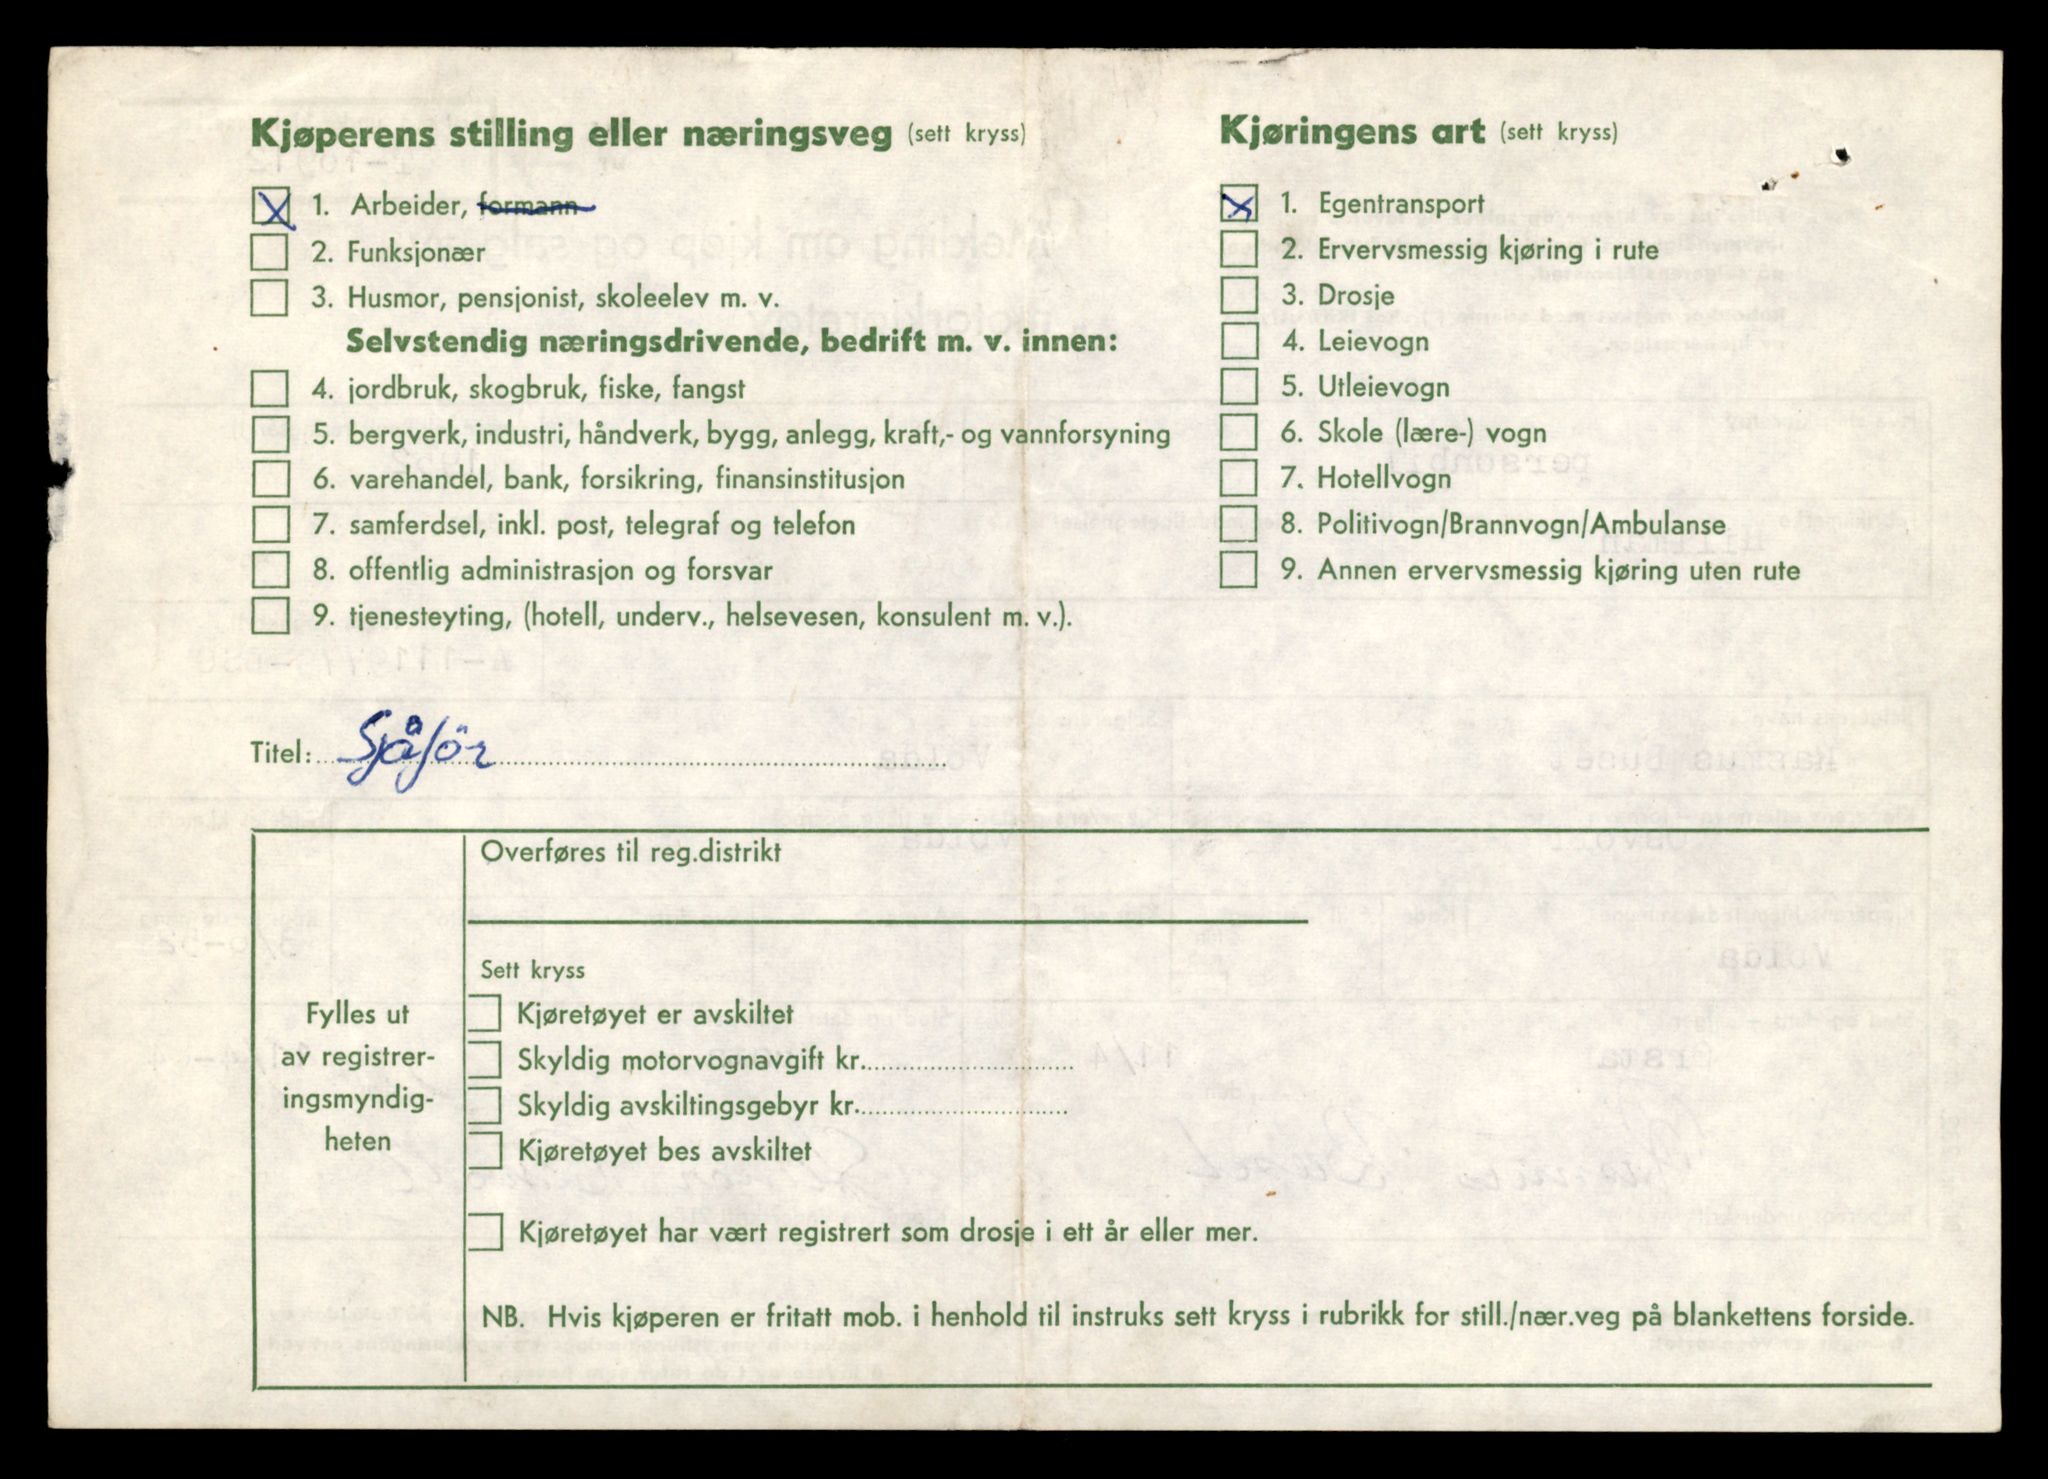 Kjøperens stilling eller næringsveg (sett kryss)
1. Arbeider, formann
2. Funksjonær
3. Husmor, pensjonist, skoleelev m. v.
Selvstendig næringsdrivende, bedrift m. v. innen:
4. jordbruk, skogbruk, fiske, fangst
5. bergverk, industri, håndverk, bygg, anlegg, kraft,- og vannforsyning
6. varehandel, bank, forsikring, finansinstitusjon
7. samferdsel, inkl. post, telegraf og telefon
8. offentlig administrasjon og forsvar
9. tjenesteyting, (hotell, underv., helsevesen, konsulent m. v.).
Kjøringens art (sett kryss)
1. Egentransport
2. Ervervsmessig kjøring i rute
3. Drosje
4. Leievogn
5. Utleievogn
6. Skole (lære-) vogn
7. Hotellvogn
8. Politivogn/Brannvogn/Ambulanse
9. Annen ervervsmessig kjøring uten rute
Titel: Sjåför
Fylles ut
av registrer-
ingsmyndig-
heten
Overføres til reg.distrikt
Sett kryss
Kjøretøyet er avskiltet
Skyldig motorvognavgift kr.
Skyldig avskiltingsgebyr kr.
Kjøretøyet bes avskiltet
Kjøretøyet har vært registrert som drosje i ett år eller mer.
NB. Hvis kjøperen er fritatt mob. i henhold til instruks sett kryss i rubrikk for still./nær.veg på blankettens forside.